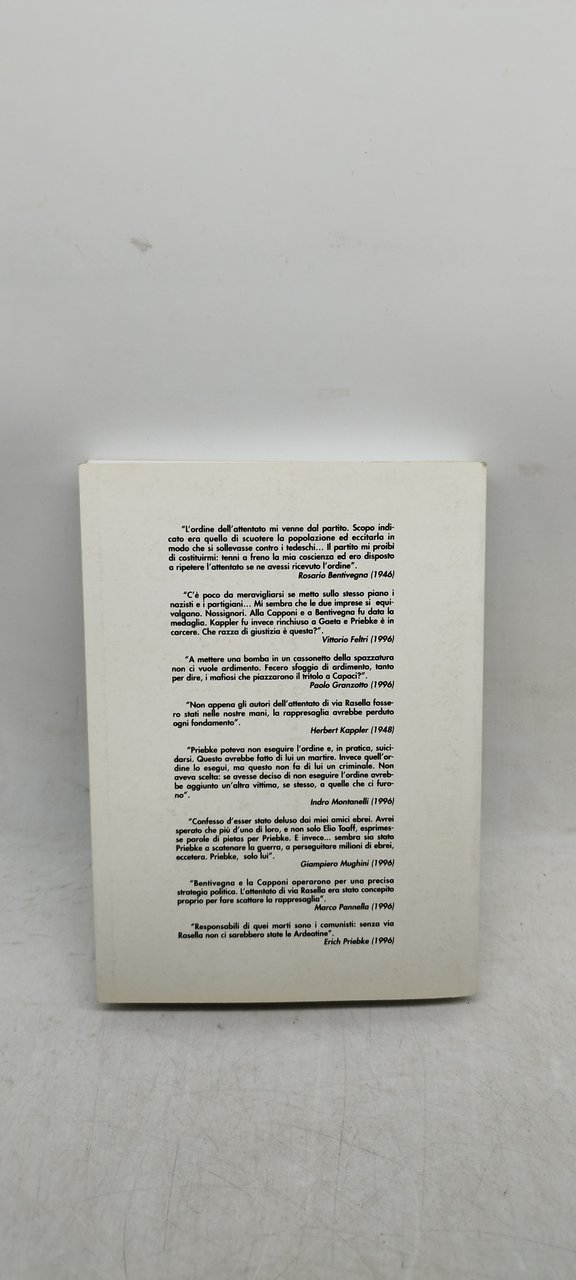 "L'ordine dell'attentato mi venne dal partito. Scopo indi-
cato era quello di scuotere la popolazione ed eccitarla in
modo che si sollevasse contro i tedeschi... Il partito mi proibì
di costituirmi: tenni a freno la mia coscienza ed ero disposto
a ripetere l'attentato se ne avessi ricevuto l'ordine".
Rosario Bentivegna (1946)
"C'è poco da meravigliarsi se metto sullo stesso piano i
nazisti e i partigiani... Mi sembra che le due imprese si equi-
valgano. Nossignori. Alla Capponi e a Bentivegna fu data la
medaglia. Kappler fu invece rinchiuso a Gaeta e Priebke è in
carcere. Che razza di giustizia è questa?".
Vittorio Feltri (1996)
"A mettere una bomba in un cassonetto della spazzatura
non ci vuole ardimento. Fecero sfoggio di ardimento, tanto
per dire, i mafiosi che piazzarono il tritolo a Capaci?".
Paolo Granzotto (1996)
"Non appena gli autori dell'attentato di via Rasella fosse-
ro stati nelle nostre mani, la rappresaglia avrebbe perduto
ogni fondamento".
Herbert Kappler (1948)
"Priebke poteva non eseguire l'ordine e, in pratica, suici-
darsi. Questo avrebbe fatto di lui un martire. Invece quell'or-
dine lo eseguì, ma questo non fa di lui un criminale. Non
aveva scelta: se avesse deciso di non eseguire l'ordine avreb-
be aggiunto un'altra vittima, se stesso, a quelle che ci furo-
no".
Indro Montanelli (1996)
"Confesso d'esser stato deluso dai miei amici ebrei. Avrei
sperato che più d'uno di loro, e non solo Elio Toaff, esprimes-
se parole di pietas per Priebke. E invece... sembra sia stato
Priebke a scatenare la guerra, a perseguitare milioni di ebrei,
eccetera. Priebke, solo lui".
Giampiero Mughini (1996)
"Bentivegna e la Capponi operarono per una precisa
strategia politica. L'attentato di via Rasella era stato concepito
proprio per fare scattare la rappresaglia".
Marco Pannella (1996)
"Responsabili di quei morti sono i comunisti: senza via
Rasella non ci sarebbero state le Ardeatine".
Erich Priebke (1996)